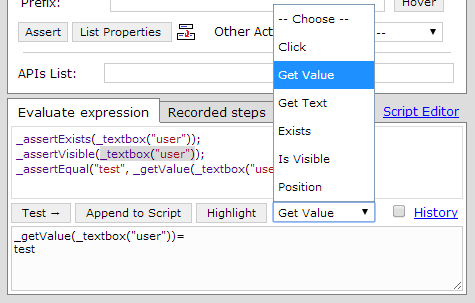 Prefix:
Hover
Assert
List Properties
Other Act
-- Choose --
--
Click
APIs List:
Get Value
Get Text
Exists
Is Visible
Position
Evaluate expression
Recorded steps
Script Editor
_assertExists(_textbox("user"));
_assertVisible(_textbox("user"));
_assertEqual("test", _getValue(_textbox("use
Test →
Append to Script
Highlight
Get Value
History
_getValue(_textbox("user"))=
test